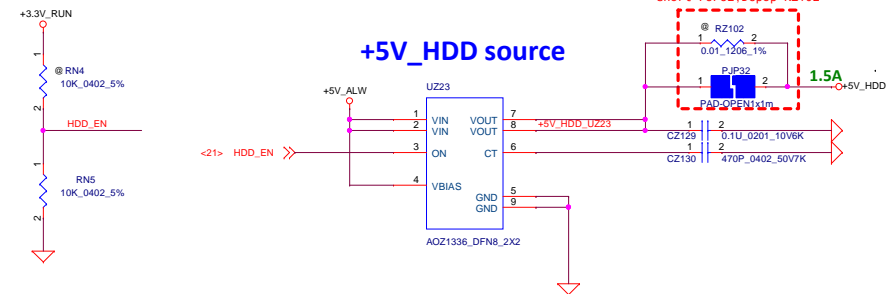 +3.3V_RUN
1
@ RN4
10K_0402_5%
2
HDD_EN
1
RN5
10K_0402_5%
2
+5V_HDD source
+5V_ALW
UZ23
1 VIN
2 VIN
<21> HDD_EN
3 ON
4 VBIAS
VOUT 7
VOUT 8
+5V_HDD_UZ23
CT 6
GND 5
GND 9
AOZ1336_DFN8_2X2
@ RZ102
1 2
0.01_1206_1%
PJP32
1 2
PAD-OPEN1x1m
1.5A
+5V_HDD
1 2
CZ129 0.1U_0201_10V6K
1 2
CZ130 470P_0402_50V7K